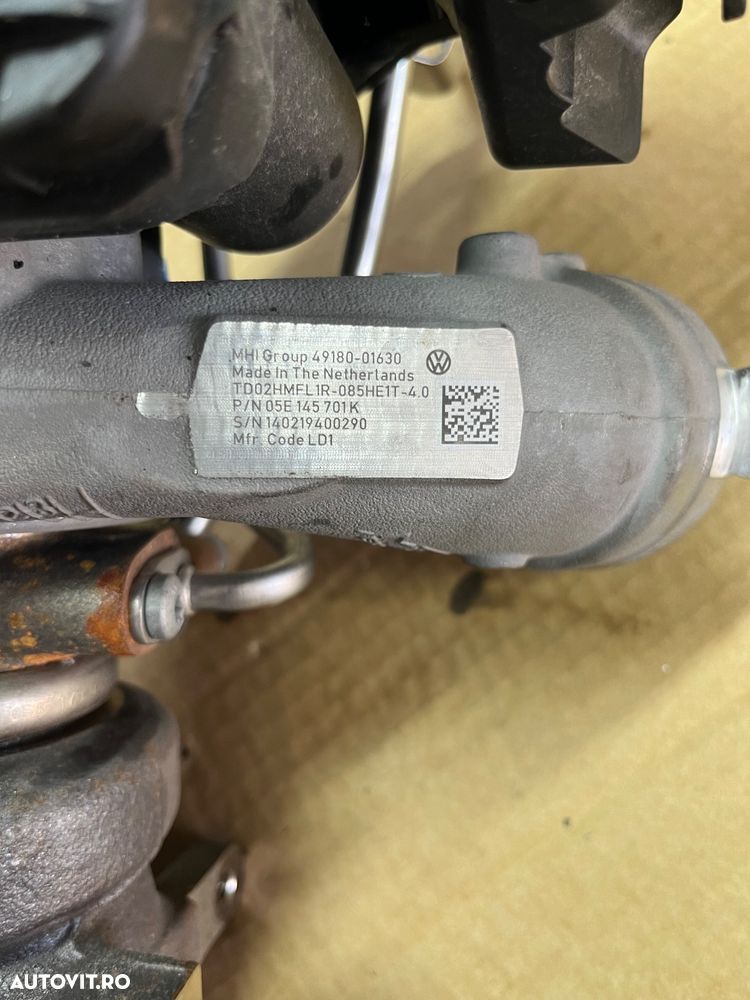 MHI Group 49180-01630
Made In The Netherlands
TD02HMFL1R-085HE1T-4.0
P/N 05E 145 701K
S/N 140219400290
Mfr Code LD1
AUTOVIT.RO